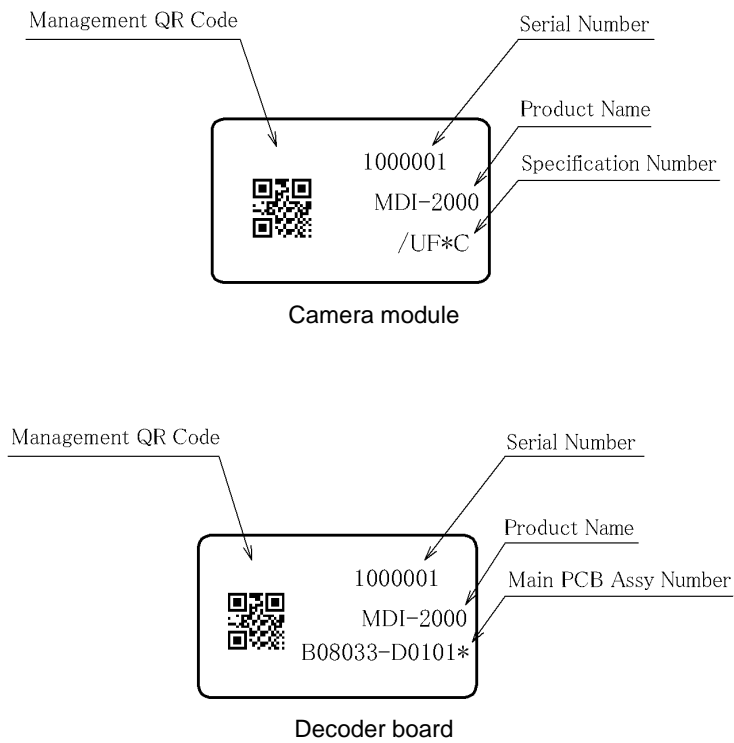 Management QR Code
Serial Number
Product Name
Specification Number
1000001
MDI-2000
/UF*C
Camera module
Management QR Code
Serial Number
Product Name
Main PCB Assy Number
1000001
MDI-2000
B08033-D0101*
Decoder board